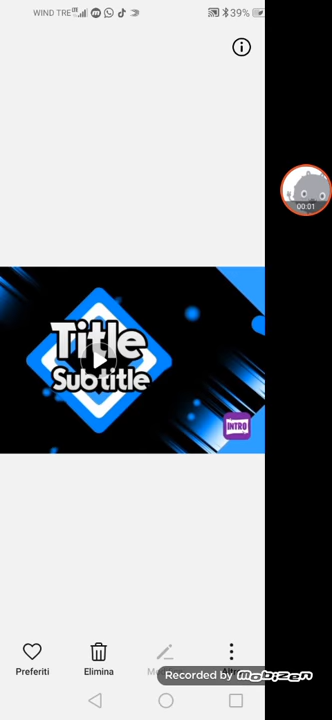 WIND TRE
39%
00:01
Title
Subtitle
INTRO
Preferiti
Elimina
Recorded by Mobizen